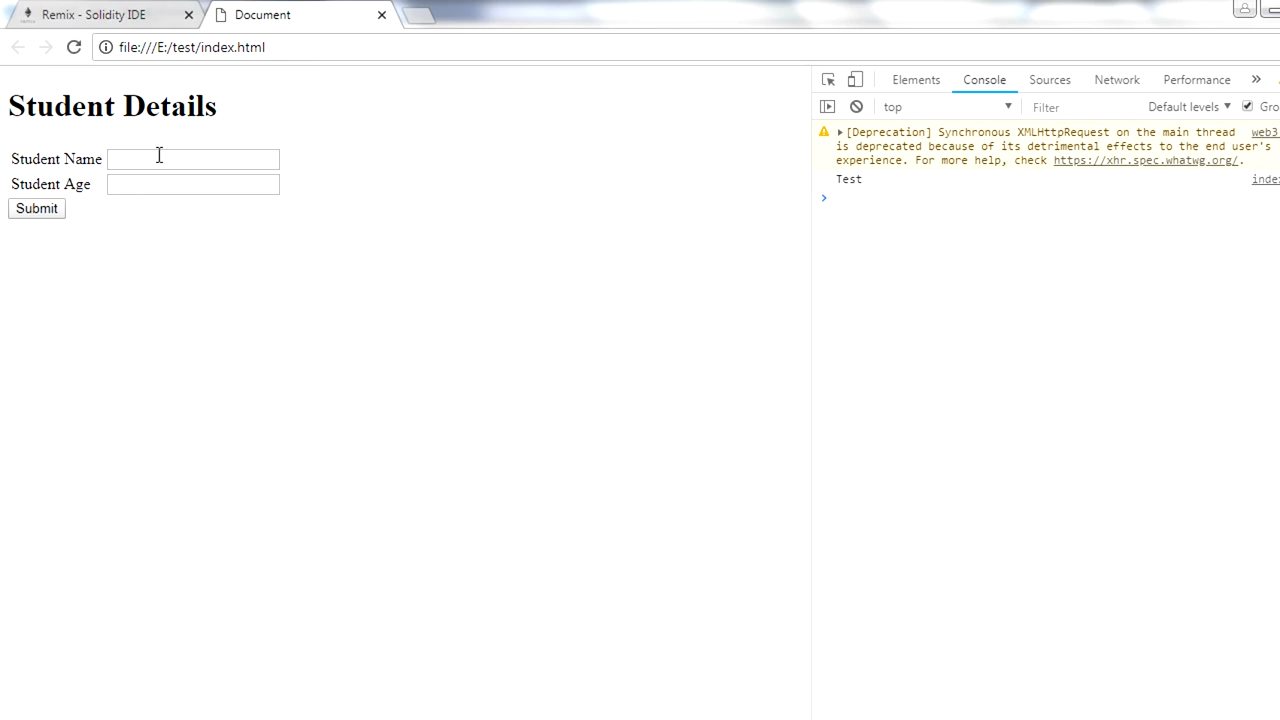 Remix - Solidity IDE
Document
file:///E:/test/index.html
Student Details
Student Name
Student Age
Submit
Elements Console Sources Network Performance »
top Filter Default levels Gro
[Deprecation] Synchronous XMLHttpRequest on the main thread web3
is deprecated because of its detrimental effects to the end user's
experience. For more help, check https://xhr.spec.whatwg.org/.
Test inde